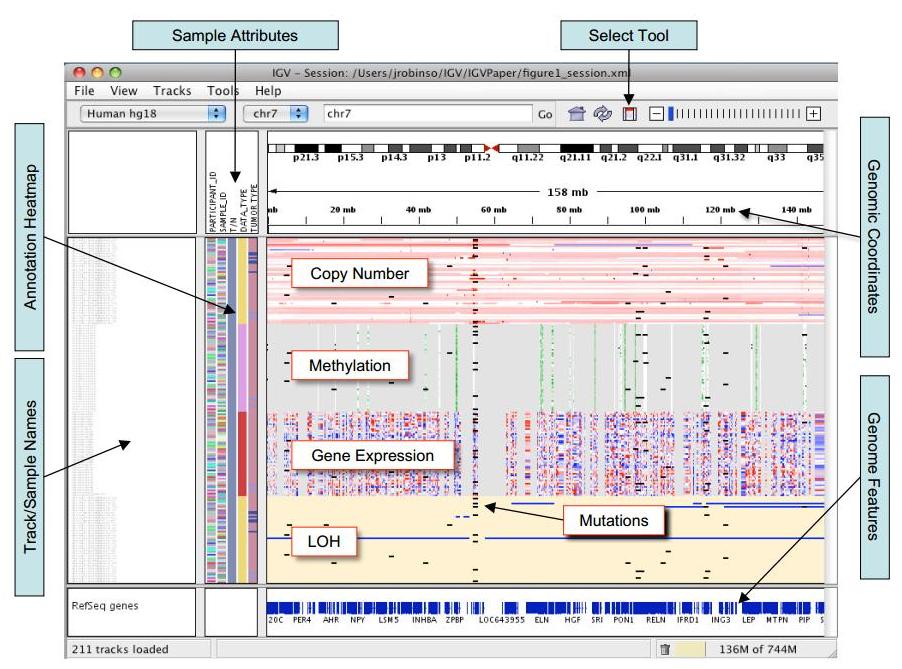 Sample Attributes
Select Tool
IGV - Session: /Users/jrobinso/IGV/IGVPaper/figure1_session.xml
File View Tracks Tools Help
Human hg18 chr7 chr7 Go
Annotation Heatmap
Track/Sample Names
Genomic Coordinates
Genome Features
PARTICIPANT_ID
SAMPLE_ID
T/N
DATA_TYPE
TUMOR TYPE
p21.3 p15.3 p14.3 p13 p11.2 q11.22 q21.11 q21.2 q22.1 q31.1 q31.32 q33 q35
158 mb
mb 20 mb 40 mb 60 mb 80 mb 100 mb 120 mb 140 mb
Copy Number
Methylation
Gene Expression
Mutations
LOH
RefSeq genes
20C PER4 AHR NPY LSM5 INHBA ZPBP LOC643955 ELN HGF SRI PON1 RELN IFRD1 ING3 LEP MTPN PIP S
211 tracks loaded
136M of 744M